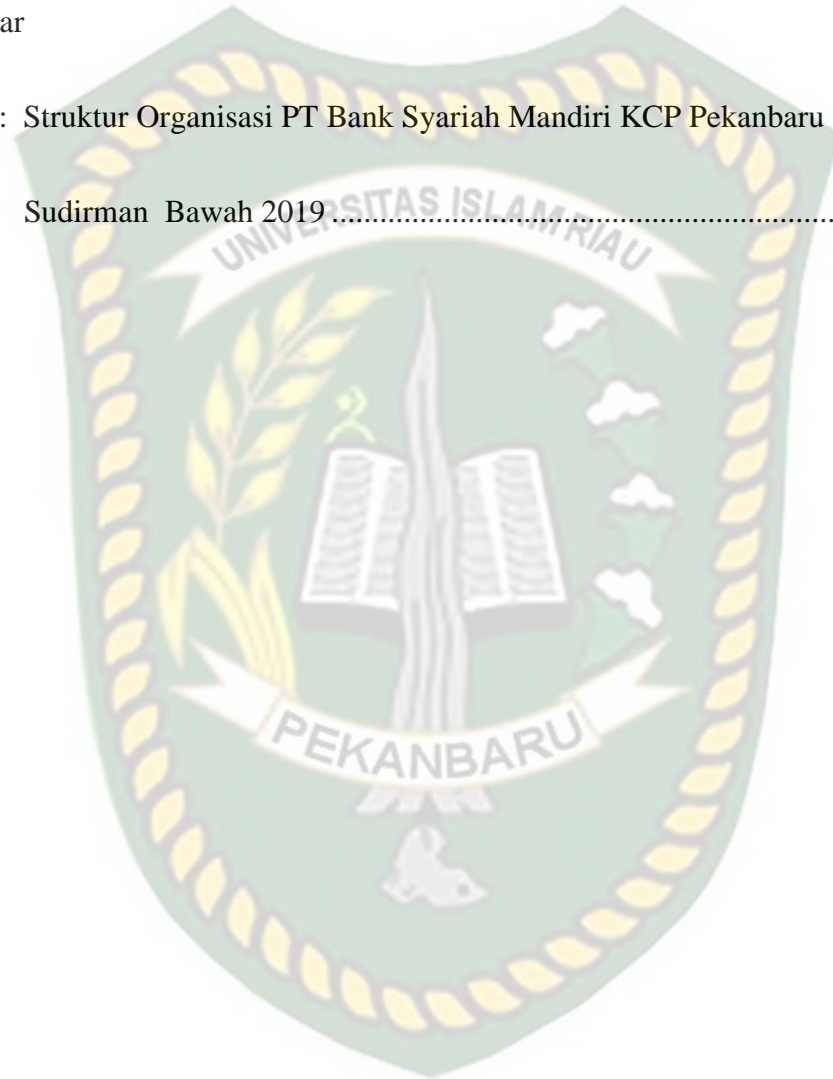 ar
: Struktur Organisasi PT Bank Syariah Mandiri KCP Pekanbaru
Sudirman Bawah 2019 ............................................................
UNIVERSITAS ISLAM RIAU
PEKANBARU